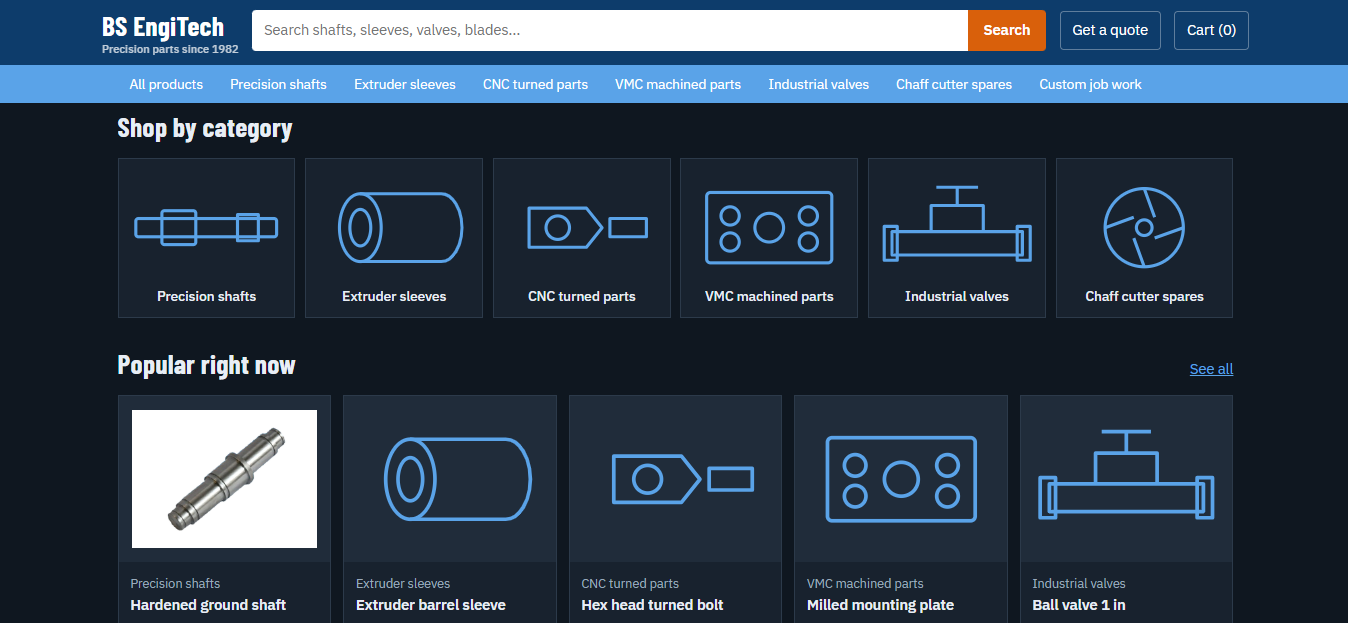 BS EngiTech
Precision parts since 1982
Search shafts, sleeves, valves, blades...
Search
Get a quote
Cart (0)
All products
Precision shafts
Extruder sleeves
CNC turned parts
VMC machined parts
Industrial valves
Chaff cutter spares
Custom job work
Shop by category
Precision shafts
Extruder sleeves
CNC turned parts
VMC machined parts
Industrial valves
Chaff cutter spares
Popular right now
See all
Precision shafts
Hardened ground shaft
Extruder sleeves
Extruder barrel sleeve
CNC turned parts
Hex head turned bolt
VMC machined parts
Milled mounting plate
Industrial valves
Ball valve 1 in